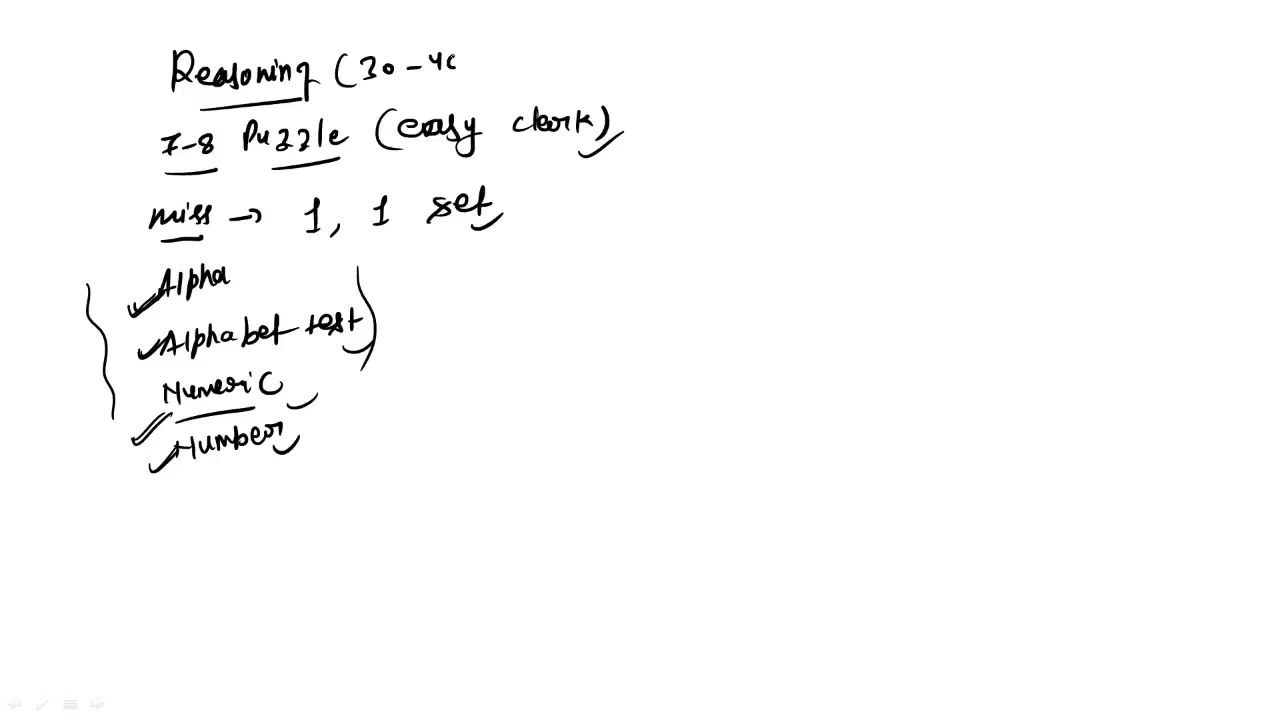 Reasoning (30-40
7-8 Puzzle (easy clerk)
miss → 1, 1 set
Alpha
Alphabet test
Numeric
Number